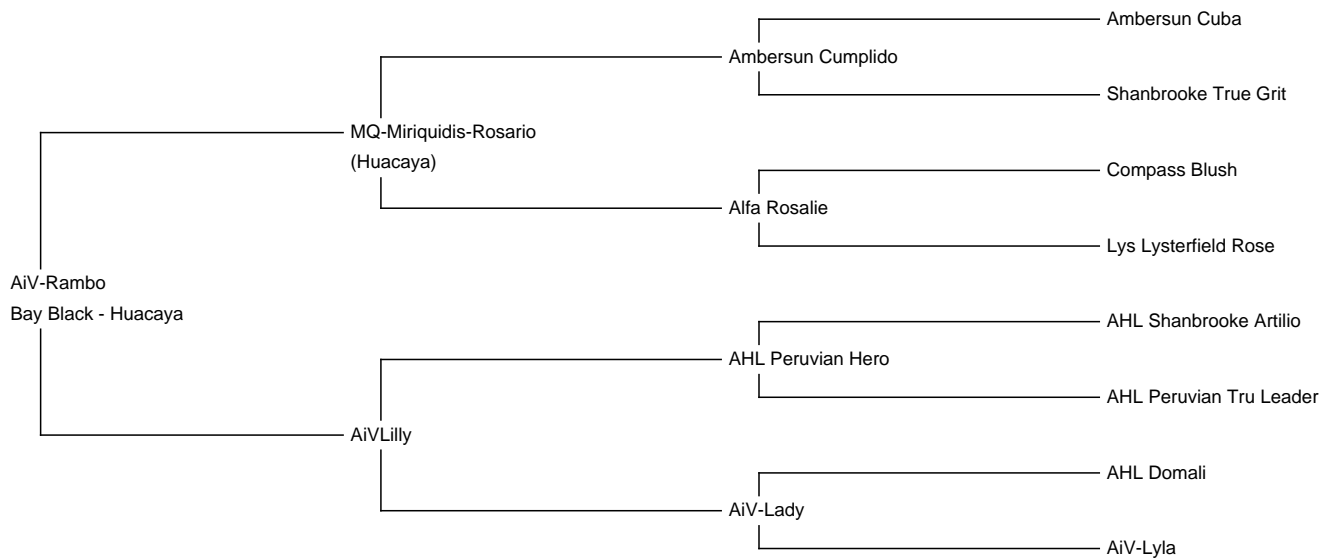 Ambersun Cuba
Ambersun Cumplido
Shanbrooke True Grit
MQ-Miriquidis-Rosario
(Huacaya)
Compass Blush
Alfa Rosalie
Lys Lysterfield Rose
AiV-Rambo
Bay Black - Huacaya
AHL Shanbrooke Artilio
AHL Peruvian Hero
AHL Peruvian Tru Leader
AiVLilly
AHL Domali
AiV-Lady
AiV-Lyla